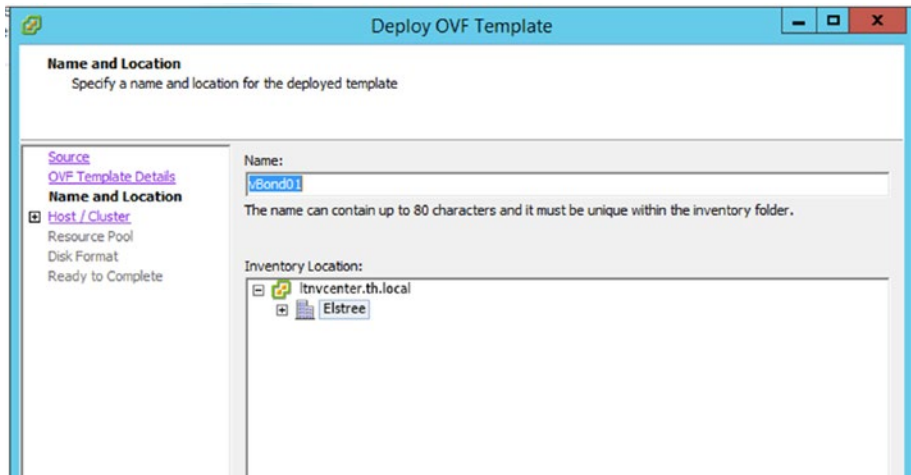 Deploy OVF Template
Name and Location
Specify a name and location for the deployed template
Source
OVF Template Details
Name and Location
Host / Cluster
Resource Pool
Disk Format
Ready to Complete
Name:
vBond01
The name can contain up to 80 characters and it must be unique within the inventory folder.
Inventory Location:
ltnvcenter.th.local
Elstree